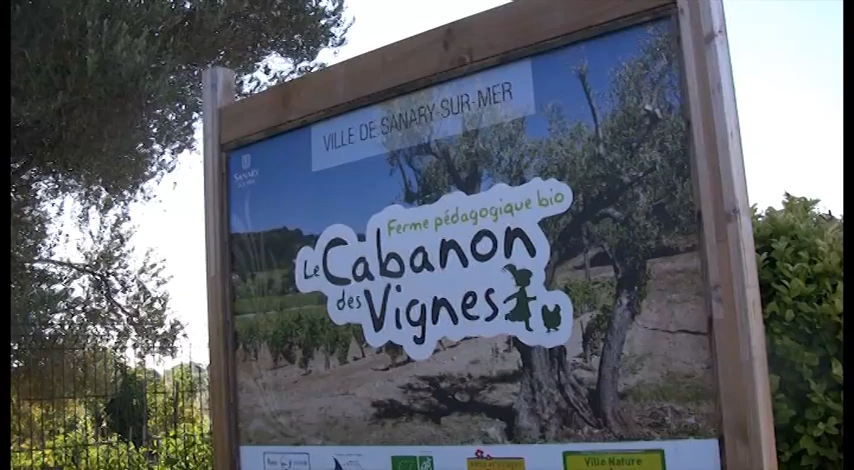 VILLE DE SANARY-SUR-MER
SANARY
Ferme pédagogique bio
Le Cabanon
des Vignes
Ville Nature